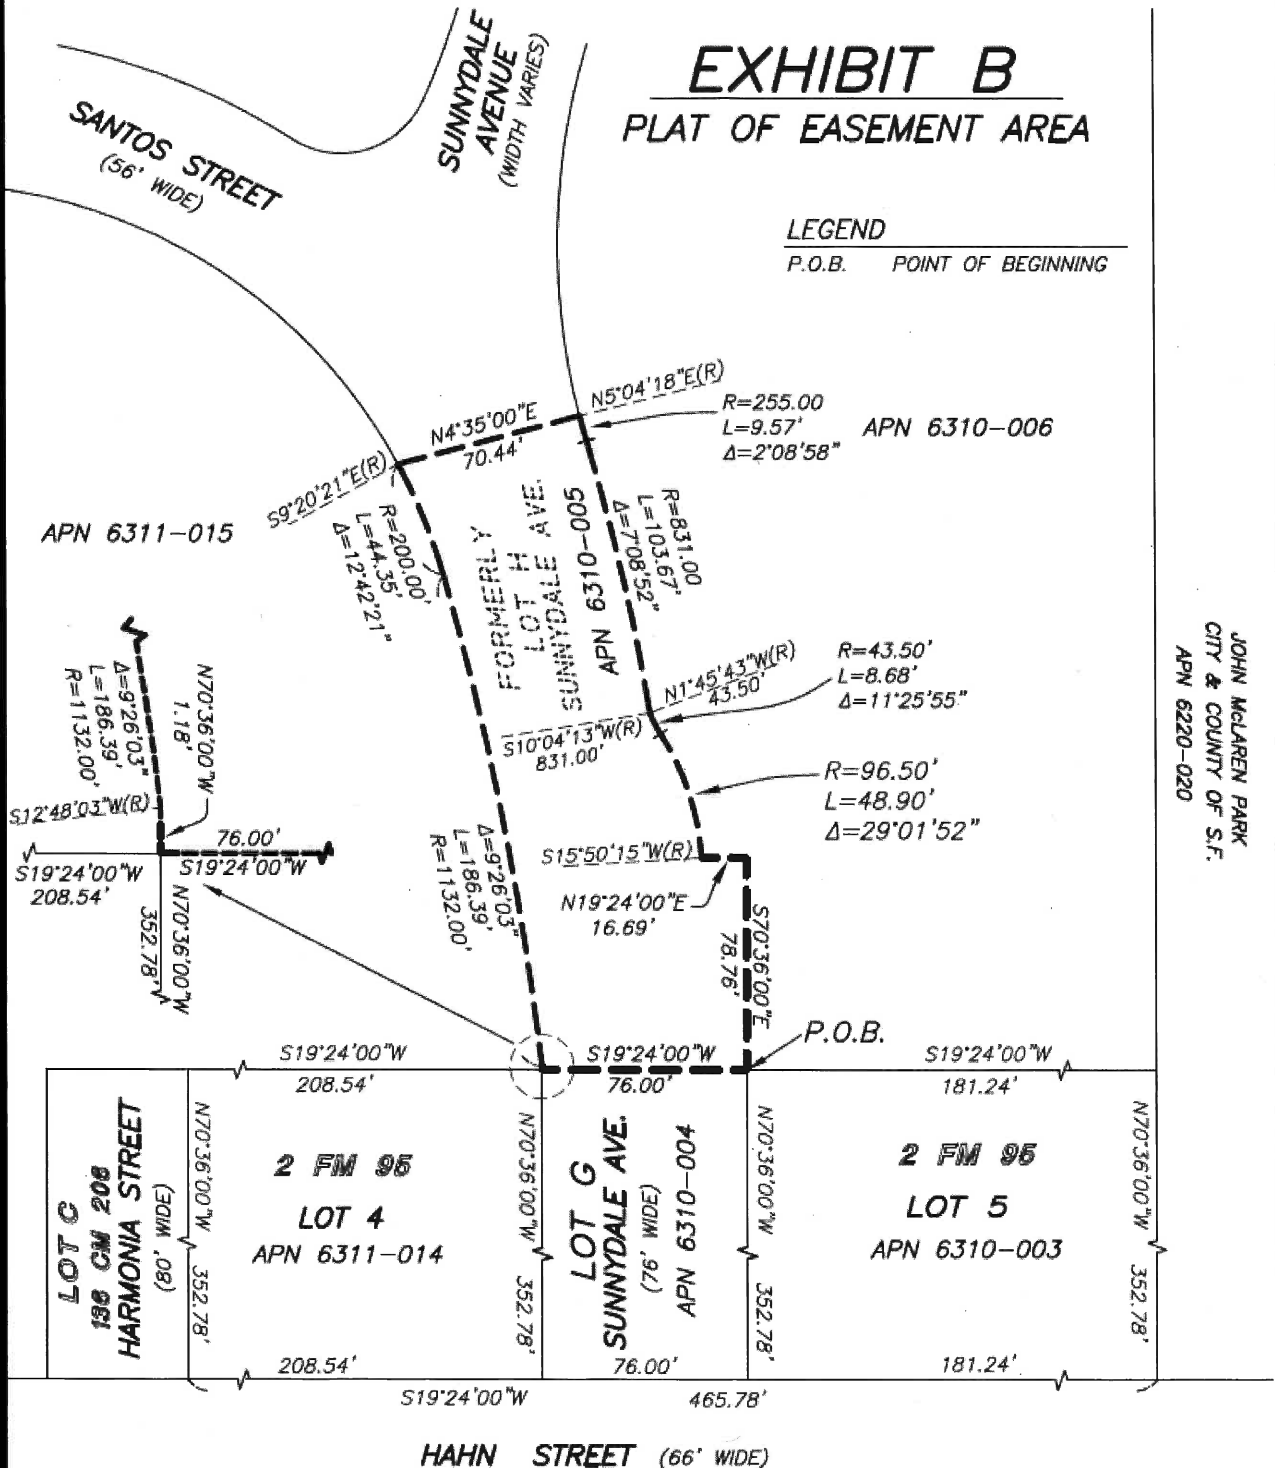 EXHIBIT B
PLAT OF EASEMENT AREA
SUNNYDALE
AVENUE
(WIDTH VARIES)
SANTOS STREET
(56' WIDE)
LEGEND
P.O.B. POINT OF BEGINNING
N5°04'18"E(R)
R=255.00
L=9.57'
Δ=2°08'58"
APN 6310-006
N4°35'00"E
70.44'
S9°20'21"E(R)
APN 6311-015
R=200.00'
L=44.35'
Δ=12°42'21"
FORMERLY
LOT H
SUNNYDALE AVE.
APN 6310-005
R=831.00
L=103.67'
Δ=7°08'52"
N1°45'43"W(R)
43.50'
R=43.50'
L=8.68'
Δ=11°25'55"
S10°04'13"W(R)
831.00'
R=96.50'
L=48.90'
Δ=29°01'52"
JOHN McLAREN PARK
CITY & COUNTY OF S.F.
APN 6220-020
N70°36'00"W
1.18'
Δ=9°26'03"
L=186.39'
R=1132.00'
S12°48'03"W(R)
76.00'
S19°24'00"W
S19°24'00"W
208.54'
N70°36'00"W
352.78'
Δ=9°26'03"
L=186.39'
R=1132.00'
S15°50'15"W(R)
N19°24'00"E
16.69'
S70°36'00"E
78.76'
P.O.B.
S19°24'00"W
208.54'
S19°24'00"W
76.00'
S19°24'00"W
181.24'
LOT C
136 CM 208
HARMONIA STREET
(80' WIDE)
N70°36'00"W 352.78'
2 FM 95
LOT 4
APN 6311-014
N70°36'00"W 352.78'
LOT G
SUNNYDALE AVE.
(76' WIDE)
APN 6310-004
N70°36'00"W 352.78'
2 FM 95
LOT 5
APN 6310-003
N70°36'00"W 352.78'
208.54'
76.00'
181.24'
S19°24'00"W 465.78'
HAHN STREET (66' WIDE)